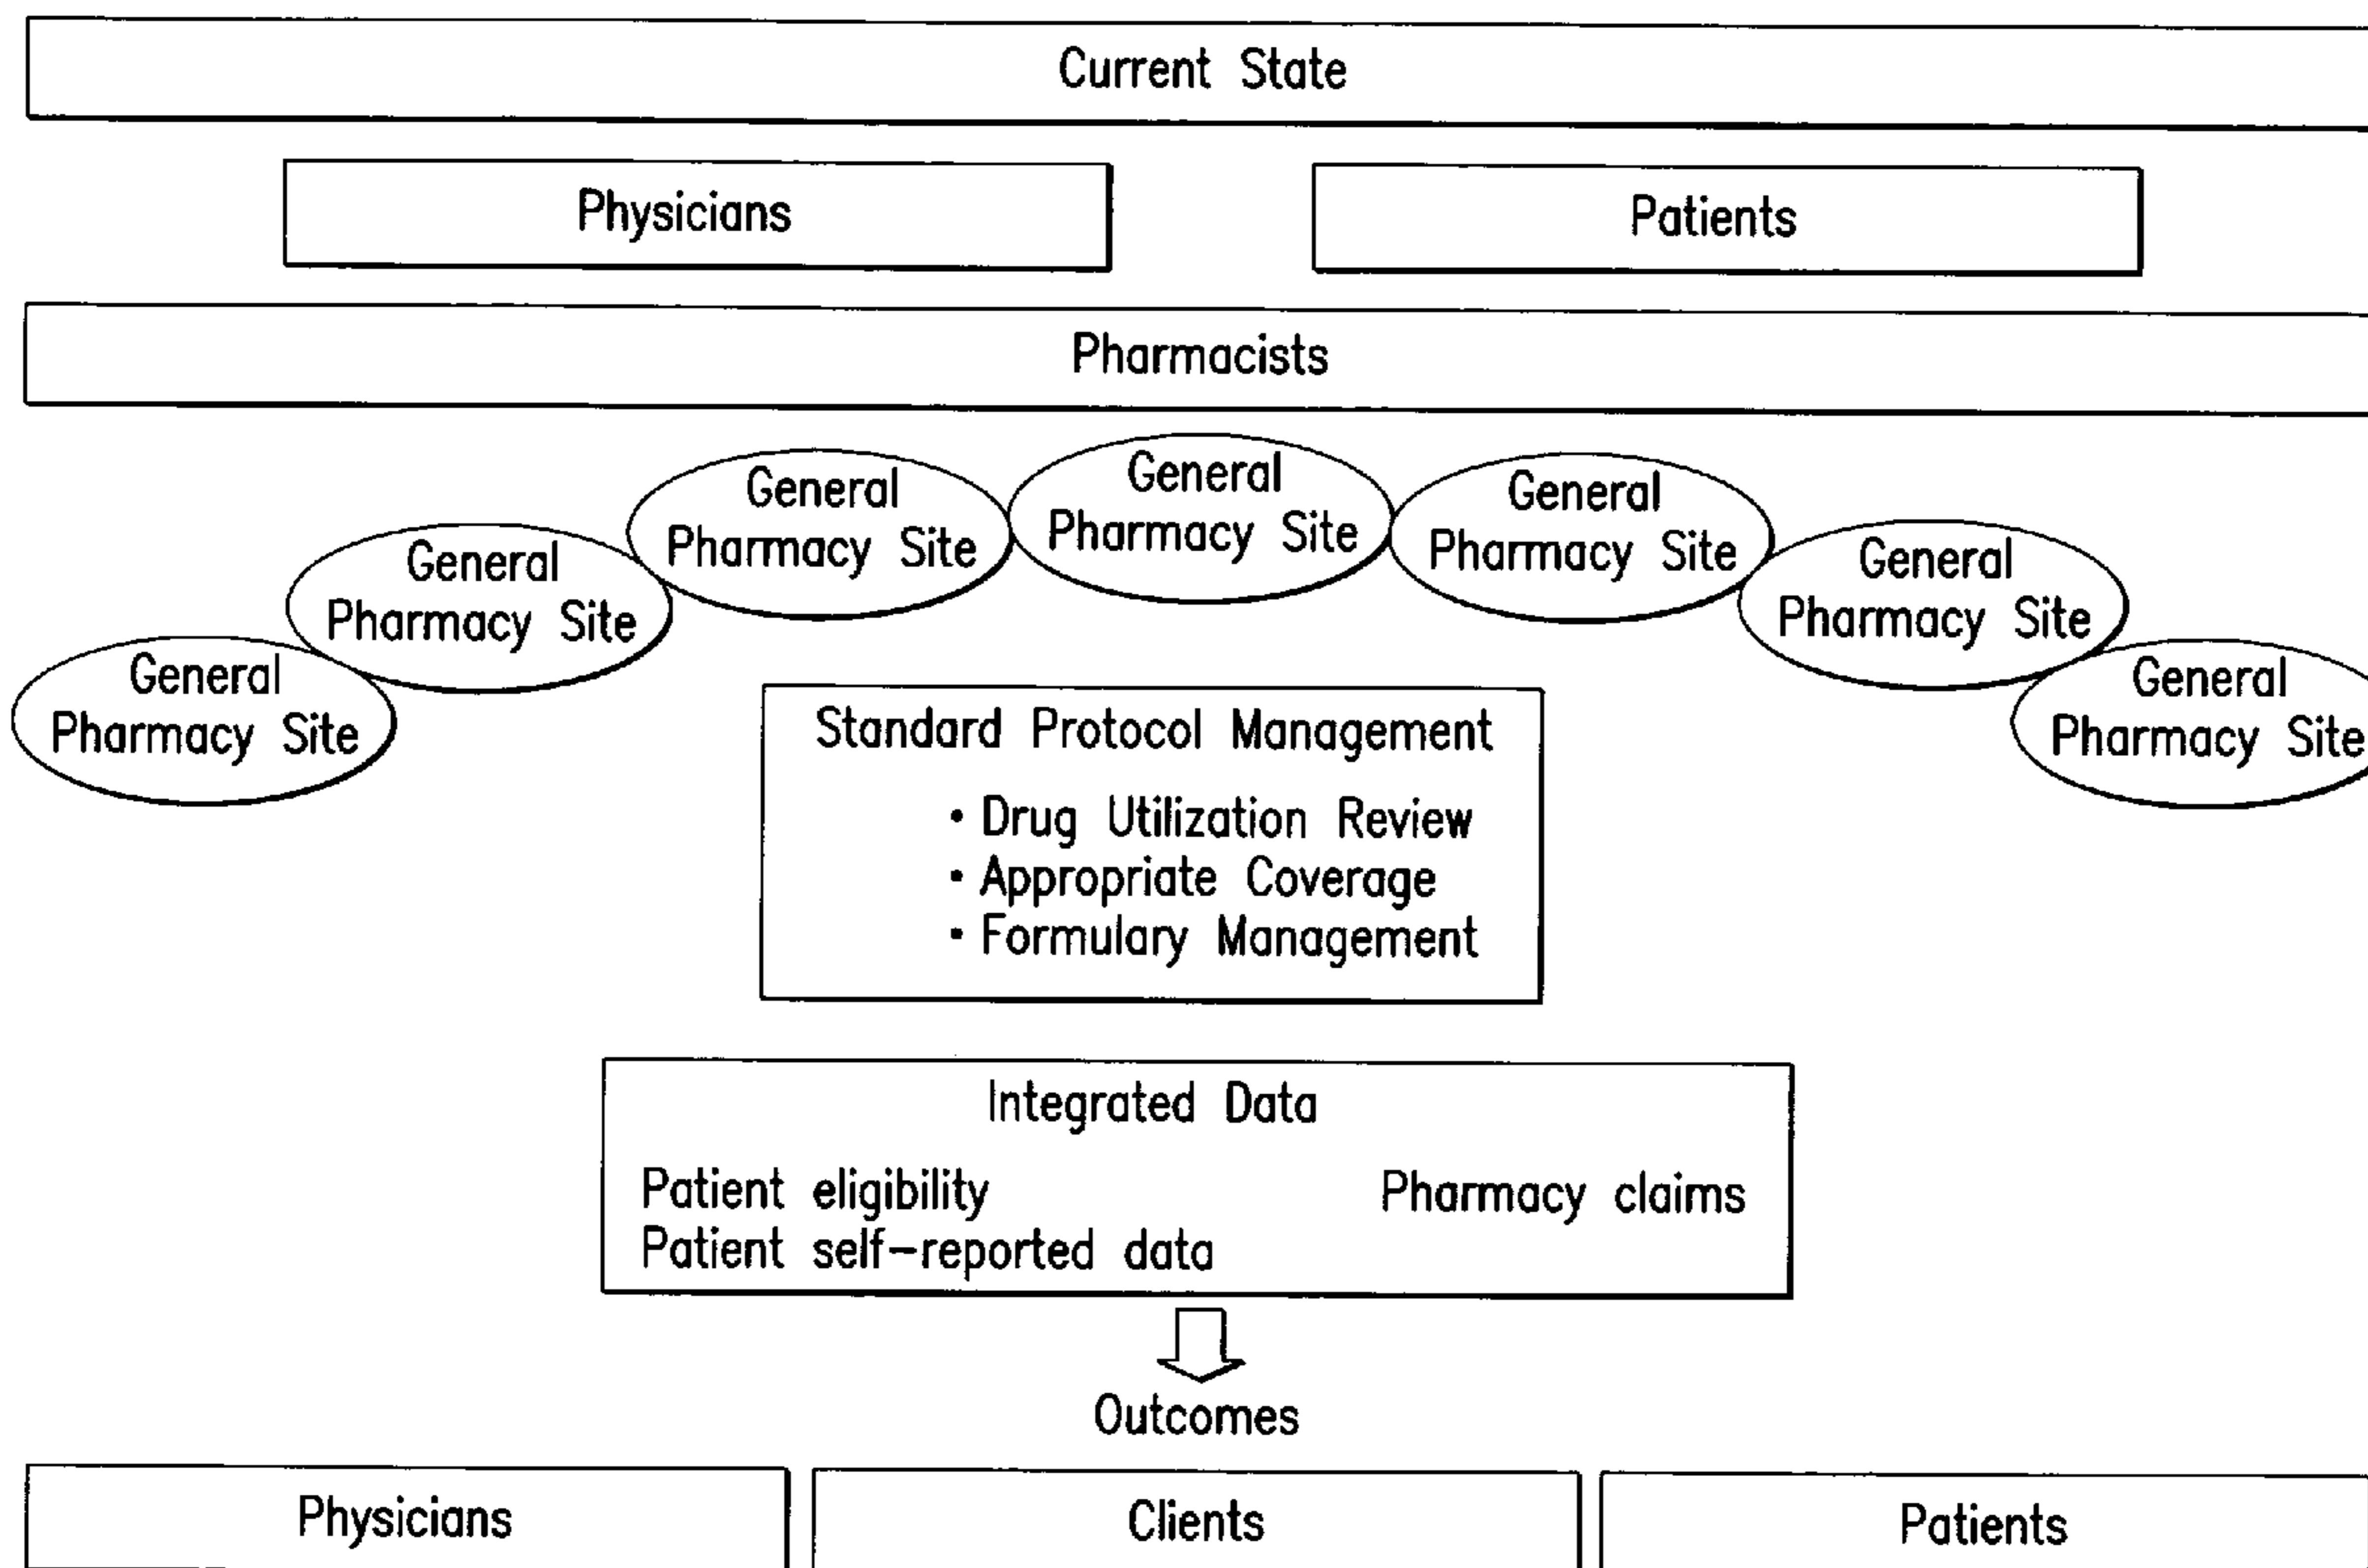 Current State
Physicians
Patients
Pharmacists
General
Pharmacy Site
General
Pharmacy Site
General
Pharmacy Site
General
Pharmacy Site
General
Pharmacy Site
General
Pharmacy Site
General
Pharmacy Site
Standard Protocol Management
• Drug Utilization Review
• Appropriate Coverage
• Formulary Management
Integrated Data
Patient eligibility
Pharmacy claims
Patient self-reported data
Outcomes
Physicians
Clients
Patients